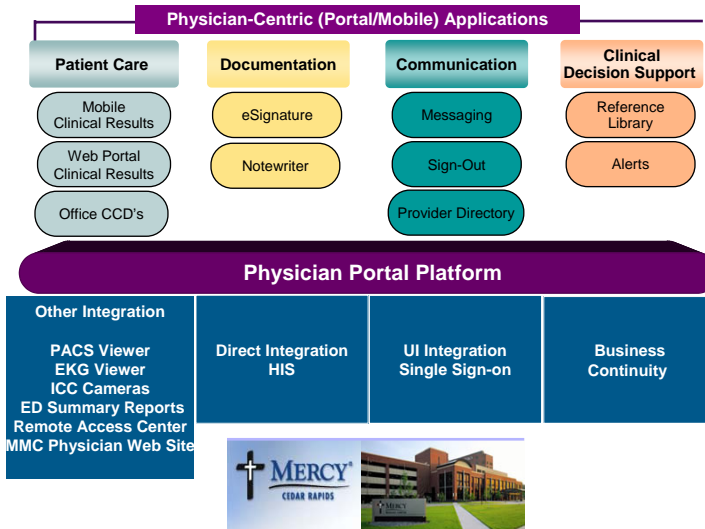 Physician-Centric (Portal/Mobile) Applications
Patient Care
Documentation
Communication
Clinical
Decision Support
Mobile
Clinical Results
Web Portal
Clinical Results
Office CCD's
eSignature
Notewriter
Messaging
Sign-Out
Provider Directory
Reference
Library
Alerts
Physician Portal Platform
Other Integration
PACS Viewer
EKG Viewer
ICC Cameras
ED Summary Reports
Remote Access Center
MMC Physician Web Site
Direct Integration
HIS
UI Integration
Single Sign-on
Business
Continuity
MERCY®
CEDAR RAPIDS
MERCY